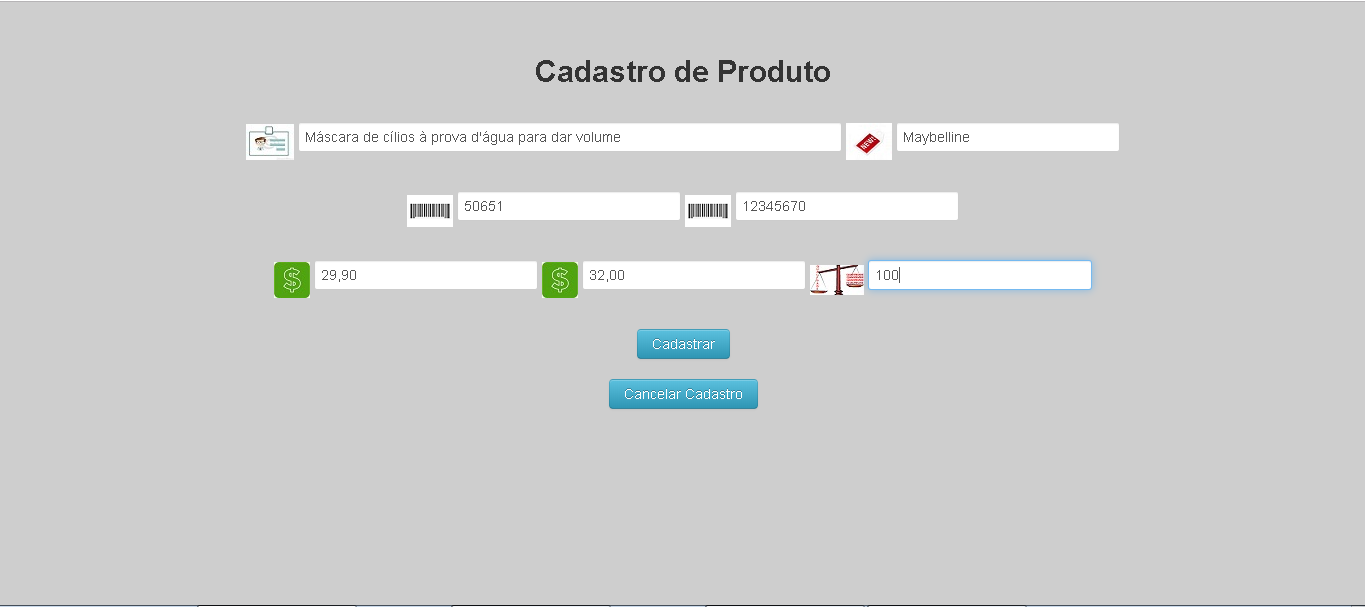 Cadastro de Produto
Máscara de cílios à prova d'água para dar volume Maybelline
50651 12345670
29,90 32,00 100
Cadastrar
Cancelar Cadastro